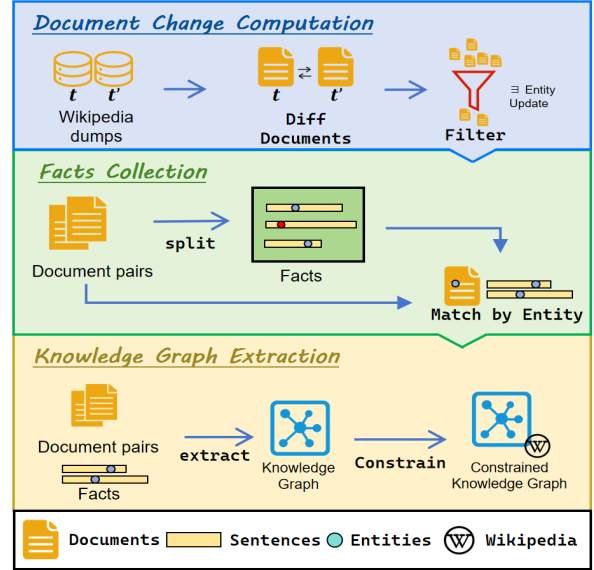 Document Change Computation
t t'
Wikipedia
dumps
t t'
Diff
Documents
∃ Entity
Update
Filter
Facts Collection
split
Document pairs
Facts
Match by Entity
Knowledge Graph Extraction
Document pairs
Facts
extract
Knowledge
Graph
Constrain
W
Constrained
Knowledge Graph
Documents Sentences Entities W Wikipedia